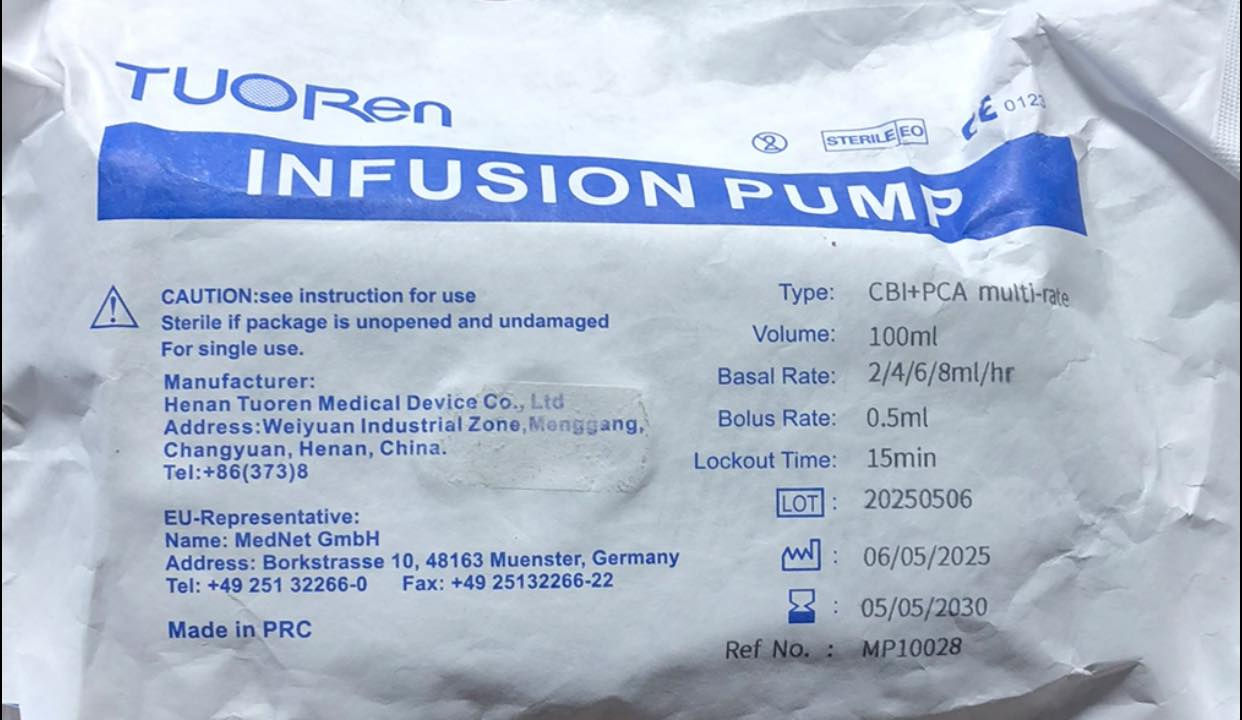 TUORen
STERILE EO
CE 0123
INFUSION PUMP
CAUTION:see instruction for use
Sterile if package is unopened and undamaged
For single use.
Manufacturer:
Henan Tuoren Medical Device Co., Ltd
Address:Weiyuan Industrial Zone,Menggang,
Changyuan, Henan, China.
Tel:+86(373)8
EU-Representative:
Name: MedNet GmbH
Address: Borkstrasse 10, 48163 Muenster, Germany
Tel: +49 251 32266-0 Fax: +49 25132266-22
Made in PRC
Type: CBI+PCA multi-rate
Volume: 100ml
Basal Rate: 2/4/6/8ml/hr
Bolus Rate: 0.5ml
Lockout Time: 15min
LOT : 20250506
: 06/05/2025
: 05/05/2030
Ref No. : MP10028